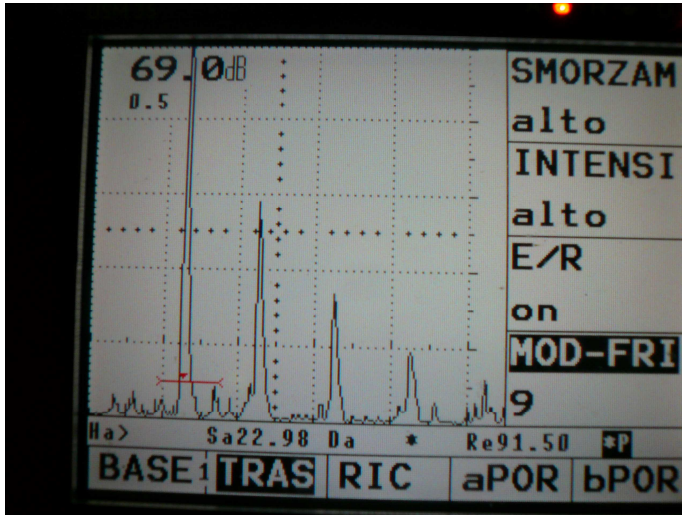 69.0dB
0.5
SMORZAM
alto
INTENSI
alto
E/R
on
MOD-FRI
9
Ha> Sa22.98 Da * Re91.50 *P
BASE1 TRAS RIC aPOR bPOR